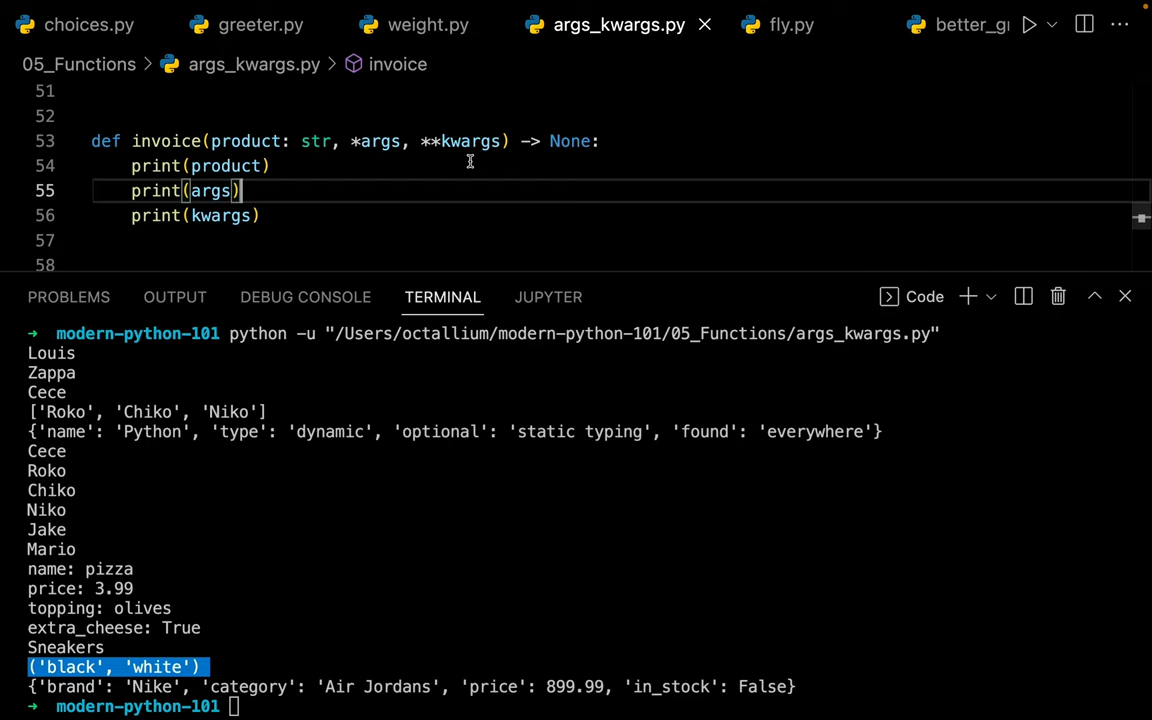 choices.py greeter.py weight.py args_kwargs.py fly.py better_g
05_Functions > args_kwargs.py > invoice
51
52
53 def invoice(product: str, *args, **kwargs) -> None:
54 print(product)
55 print(args)
56 print(kwargs)
57
58
PROBLEMS OUTPUT DEBUG CONSOLE TERMINAL JUPYTER Code
→ modern-python-101 python -u "/Users/octallium/modern-python-101/05_Functions/args_kwargs.py"
Louis
Zappa
Cece
['Roko', 'Chiko', 'Niko']
{'name': 'Python', 'type': 'dynamic', 'optional': 'static typing', 'found': 'everywhere'}
Cece
Roko
Chiko
Niko
Jake
Mario
name: pizza
price: 3.99
topping: olives
extra_cheese: True
Sneakers
('black', 'white')
{'brand': 'Nike', 'category': 'Air Jordans', 'price': 899.99, 'in_stock': False}
→ modern-python-101